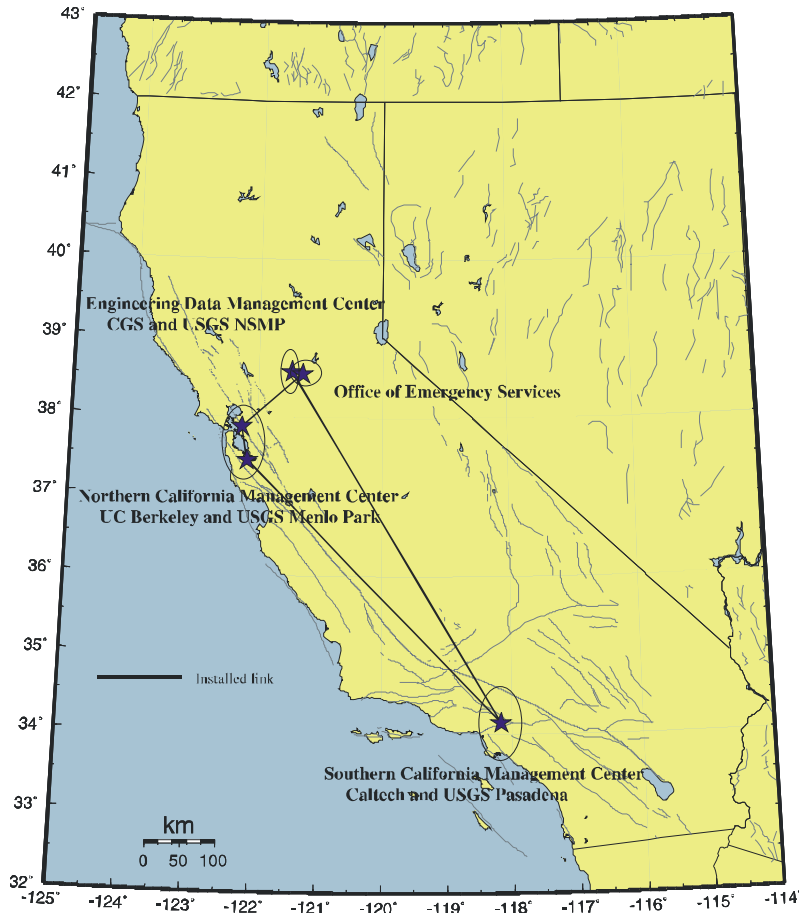 43°
42°
41°
40°
39°
38°
37°
36°
35°
34°
33°
32°
Engineering Data Management Center
CGS and USGS NSMP
Office of Emergency Services
Northern California Management Center
UC Berkeley and USGS Menlo Park
Installed link
Southern California Management Center
Caltech and USGS Pasadena
km
0 50 100
-125° -122° -121° -120° -119° -118° -117° -116° -115° -114°